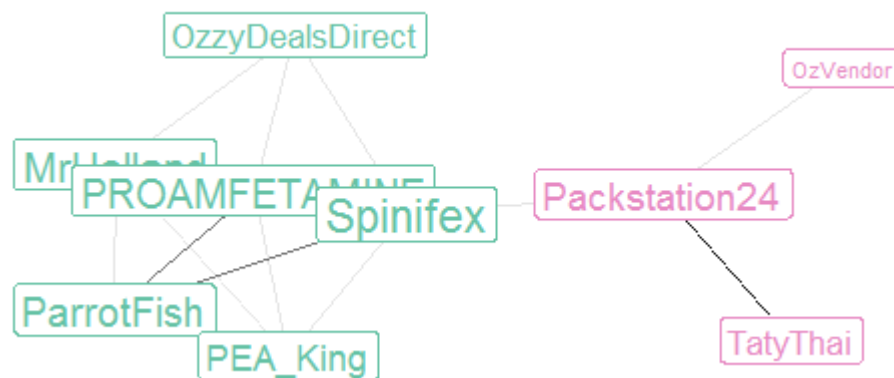 OzzyDealsDirect
OzVendor
MrHolland
PROAMFETAMINE
Packstation24
Spinifex
ParrotFish
TatyThai
PEA_King